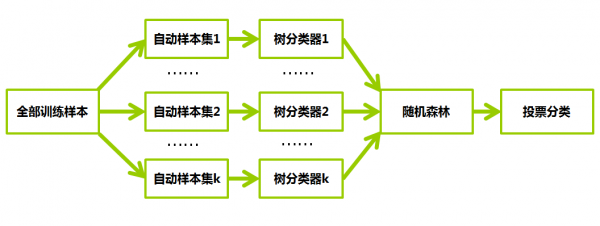 自动样本集1
树分类器1
……
……
全部训练样本
自动样本集2
树分类器2
随机森林
投票分类
……
……
自动样本集k
树分类器k